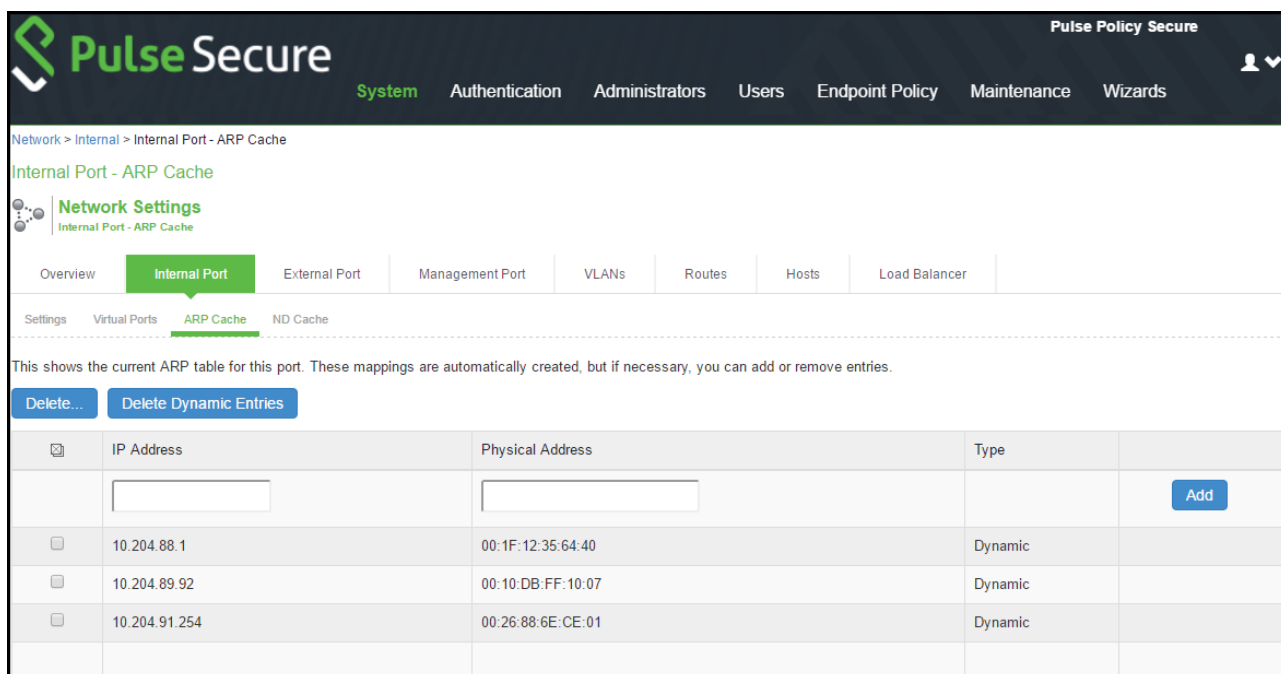 Pulse Policy Secure
Pulse Secure
System Authentication Administrators Users Endpoint Policy Maintenance Wizards
Network > Internal > Internal Port - ARP Cache
Internal Port - ARP Cache
Network Settings
Internal Port - ARP Cache
Overview Internal Port External Port Management Port VLANs Routes Hosts Load Balancer
Settings Virtual Ports ARP Cache ND Cache
This shows the current ARP table for this port. These mappings are automatically created, but if necessary, you can add or remove entries.
Delete... Delete Dynamic Entries
IP Address Physical Address Type
Add
10.204.88.1 00:1F:12:35:64:40 Dynamic
10.204.89.92 00:10:DB:FF:10:07 Dynamic
10.204.91.254 00:26:88:6E:CE:01 Dynamic